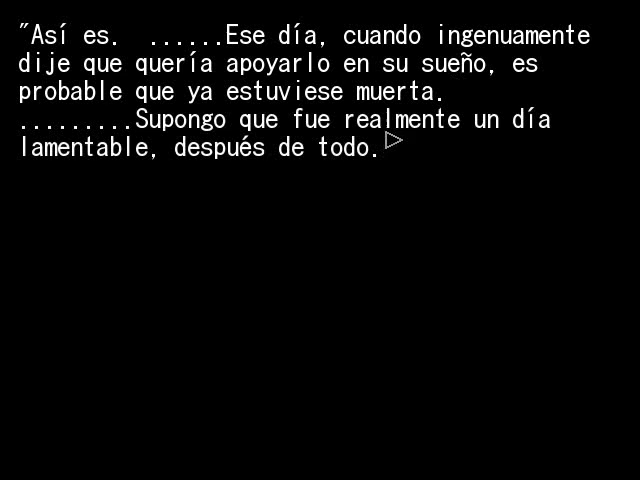 "Así es.  ......Ese día, cuando ingenuamente
dije que quería apoyarlo en su sueño, es
probable que ya estuviese muerta.
.........Supongo que fue realmente un día
lamentable, después de todo.